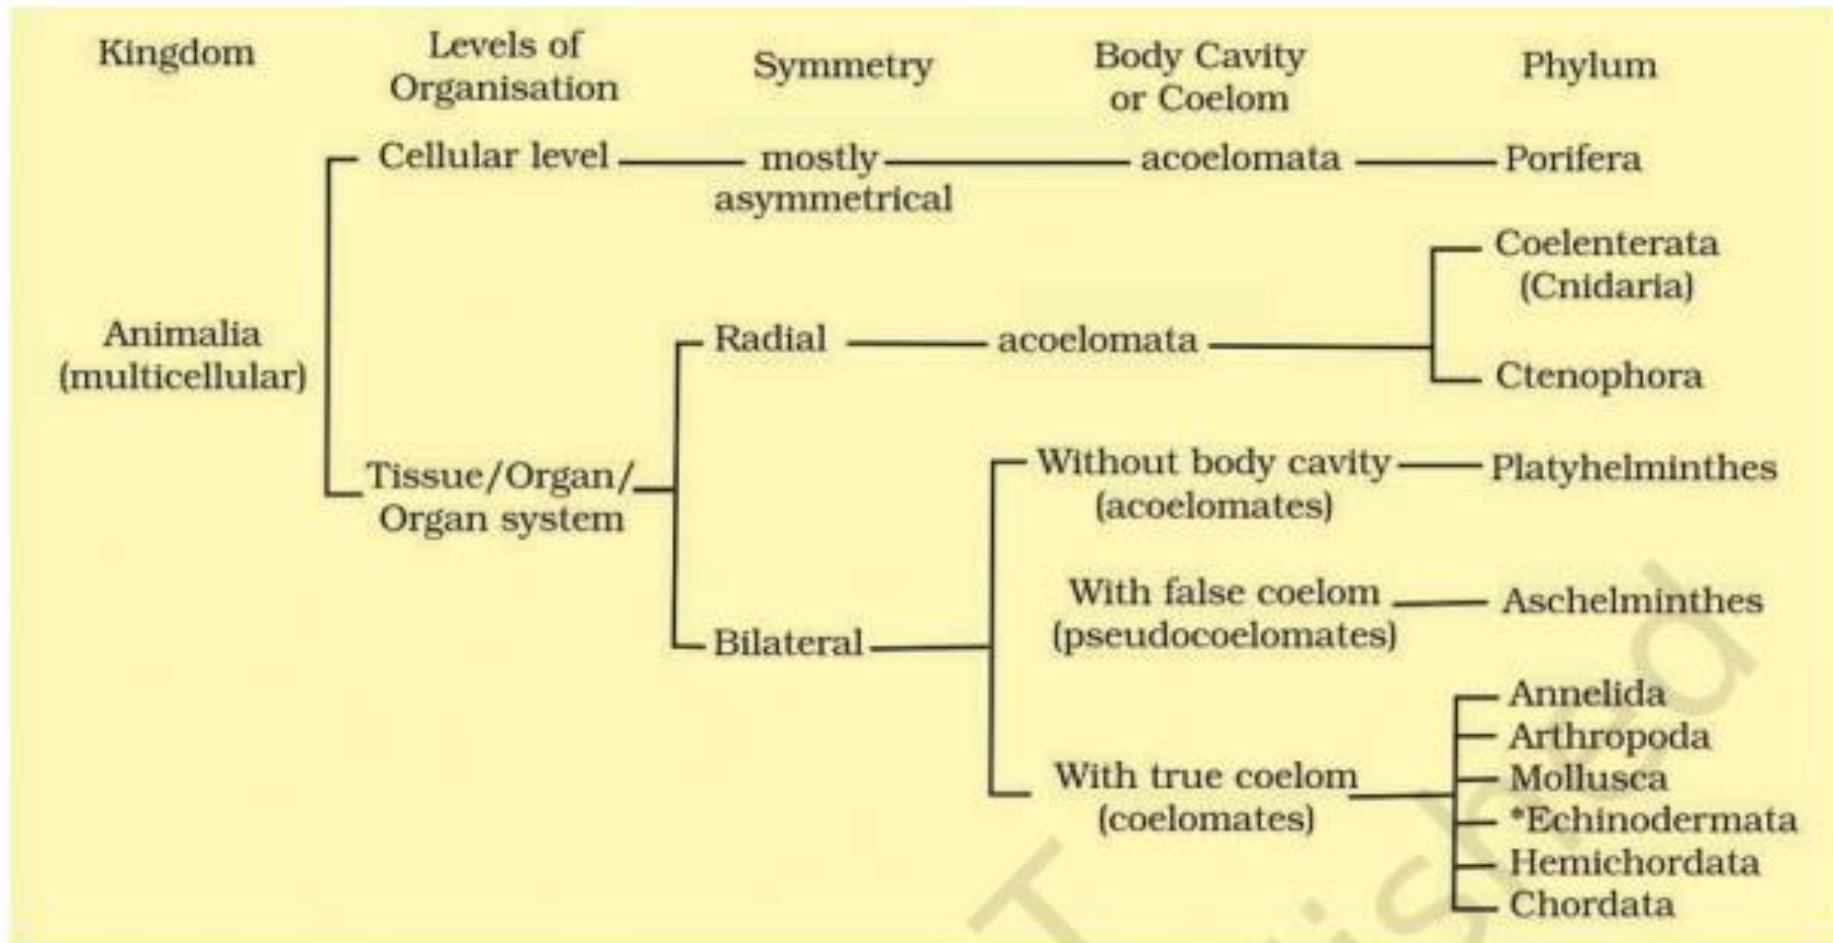 Kingdom
Levels of
Organisation
Symmetry
Body Cavity
or Coelom
Phylum
Cellular level
mostly
asymmetrical
acoelomata
Porifera
Animalia
(multicellular)
Tissue/Organ/
Organ system
Radial
acoelomata
Coelenterata
(Cnidaria)
Ctenophora
Bilateral
Without body cavity
(acoelomates)
Platyhelminthes
With false coelom
(pseudocoelomates)
Aschelminthes
With true coelom
(coelomates)
Annelida
Arthropoda
Mollusca
*Echinodermata
Hemichordata
Chordata